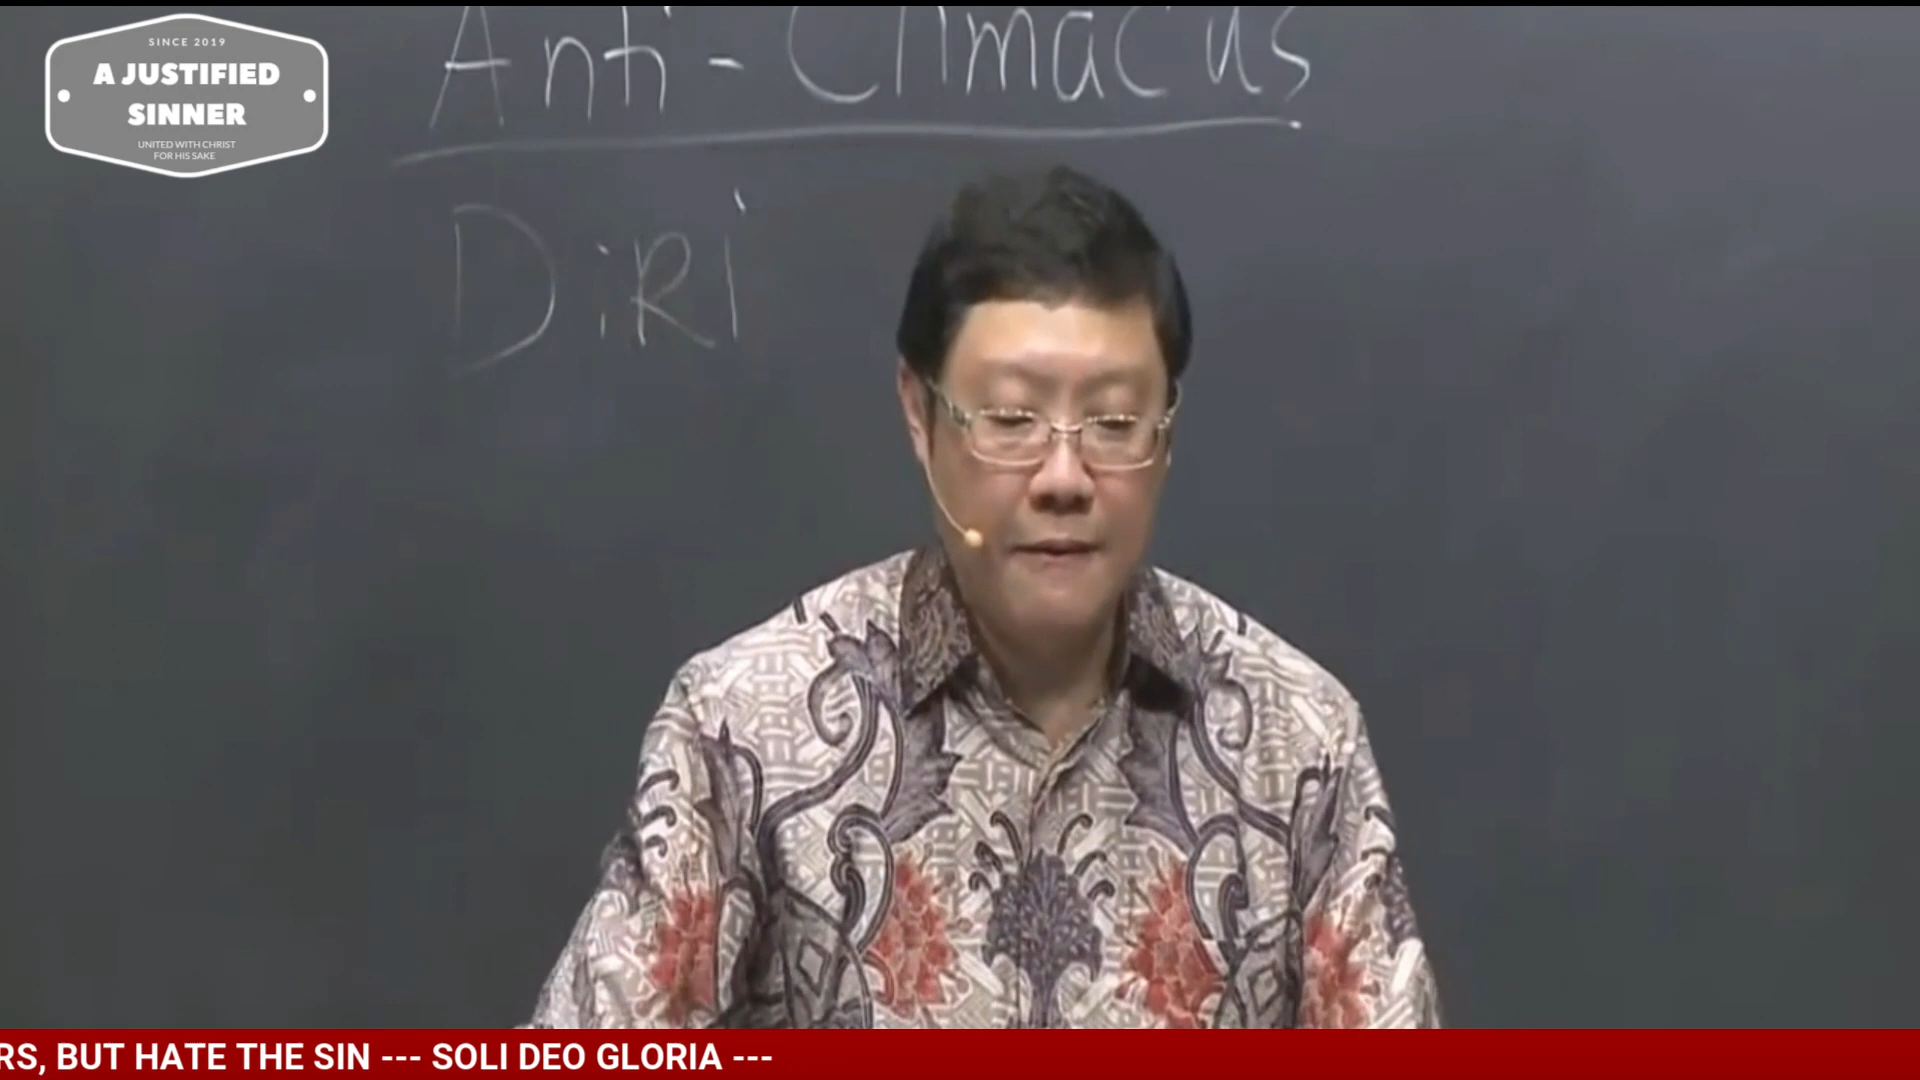 SINCE 2019
A JUSTIFIED
SINNER
UNITED WITH CHRIST
FOR HIS SAKE
Anti-Climacus
DiRi
RS, BUT HATE THE SIN --- SOLI DEO GLORIA ---